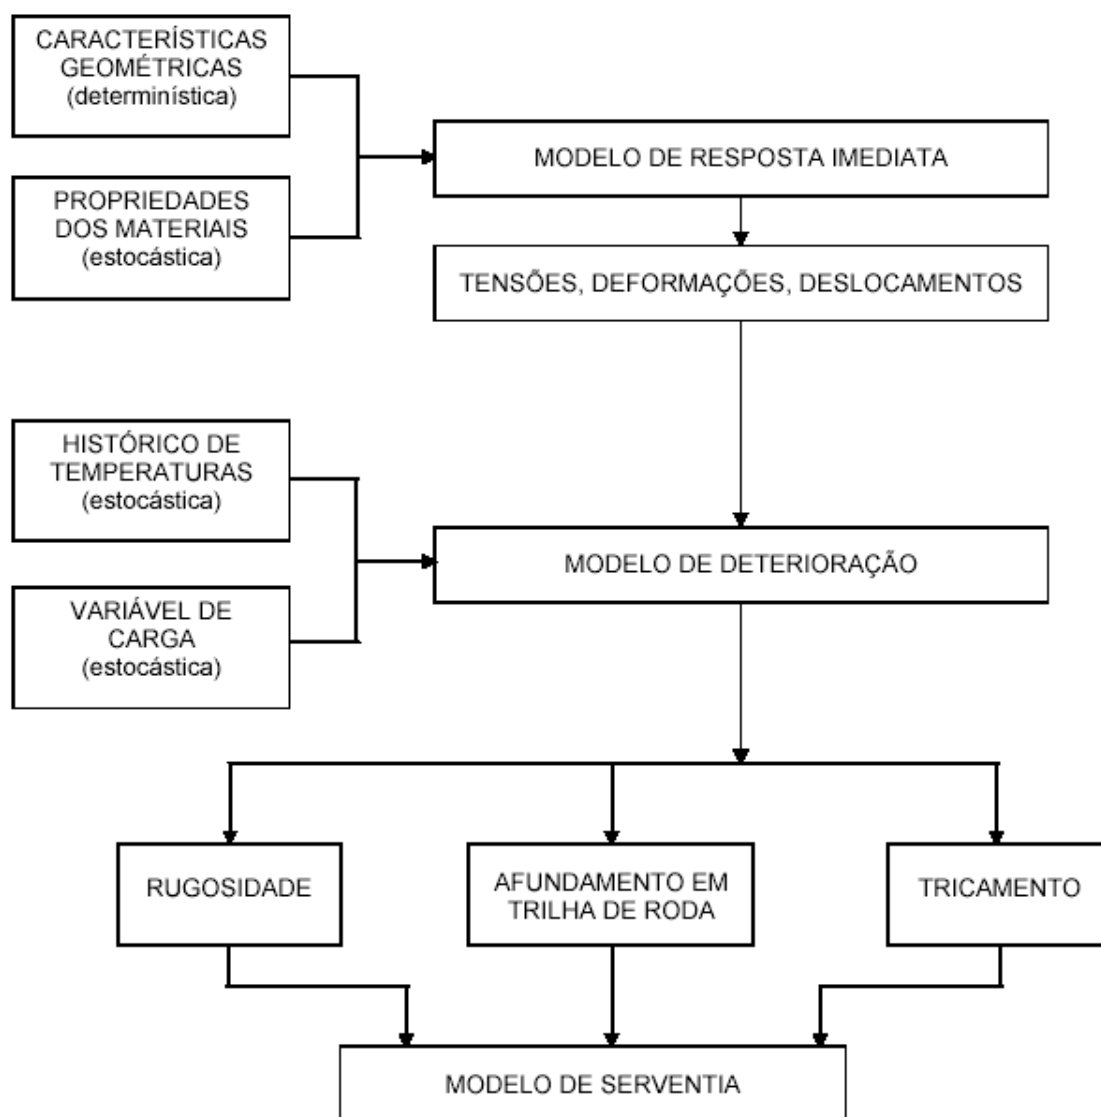 CARACTERÍSTICAS
GEOMÉTRICAS
(determinística)
MODELO DE RESPOSTA IMEDIATA
PROPRIEDADES
DOS MATERIAIS
(estocástica)
TENSÕES, DEFORMAÇÕES, DESLOCAMENTOS
HISTÓRICO DE
TEMPERATURAS
(estocástica)
MODELO DE DETERIORAÇÃO
VARIÁVEL DE
CARGA
(estocástica)
RUGOSIDADE
AFUNDAMENTO EM
TRILHA DE RODA
TRICAMENTO
MODELO DE SERVENTIA